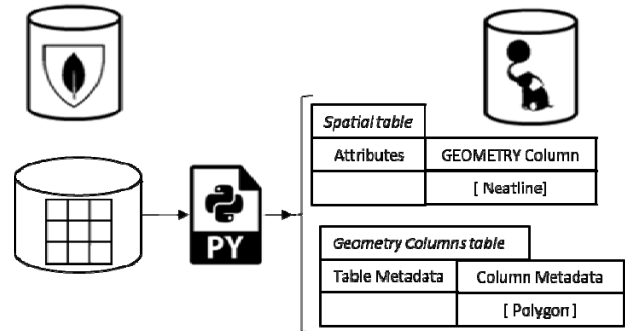 Spatial table
Attributes GEOMETRY Column
[ Neatline]
PY
Geometry Columns table
Table Metadata Column Metadata
[ Polygon ]